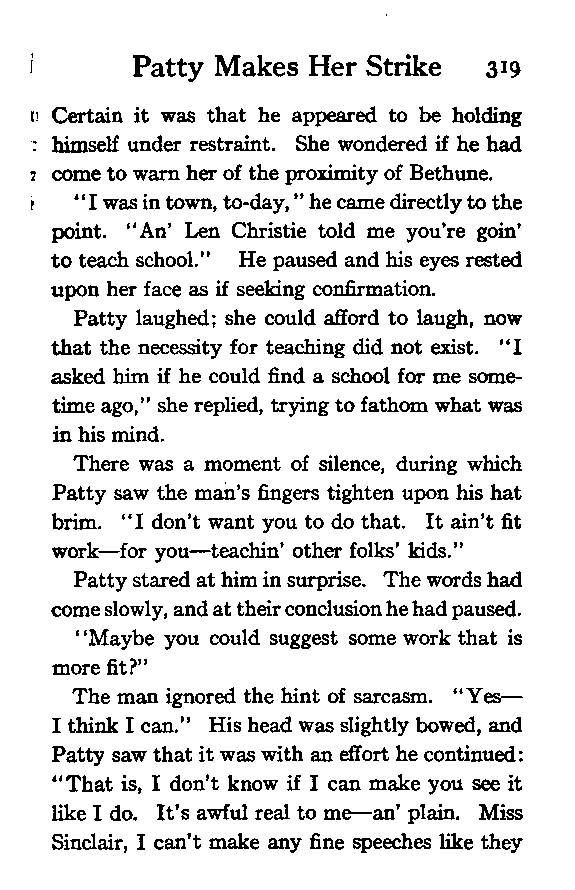 Patty Makes Her Strike 319
Certain it was that he appeared to be holding
himself under restraint. She wondered if he had
come to warn her of the proximity of Bethune.
"I was in town, to-day," he came directly to the
point. "An' Len Christie told me you're goin'
to teach school." He paused and his eyes rested
upon her face as if seeking confirmation.
Patty laughed; she could afford to laugh, now
that the necessity for teaching did not exist. "I
asked him if he could find a school for me some-
time ago," she replied, trying to fathom what was
in his mind.
There was a moment of silence, during which
Patty saw the man's fingers tighten upon his hat
brim. "I don't want you to do that. It ain't fit
work—for you—teachin' other folks' kids."
Patty stared at him in surprise. The words had
come slowly, and at their conclusion he had paused.
"Maybe you could suggest some work that is
more fit?"
The man ignored the hint of sarcasm. "Yes—
I think I can." His head was slightly bowed, and
Patty saw that it was with an effort he continued:
"That is, I don't know if I can make you see it
like I do. It's awful real to me—an' plain. Miss
Sinclair, I can't make any fine speeches like they